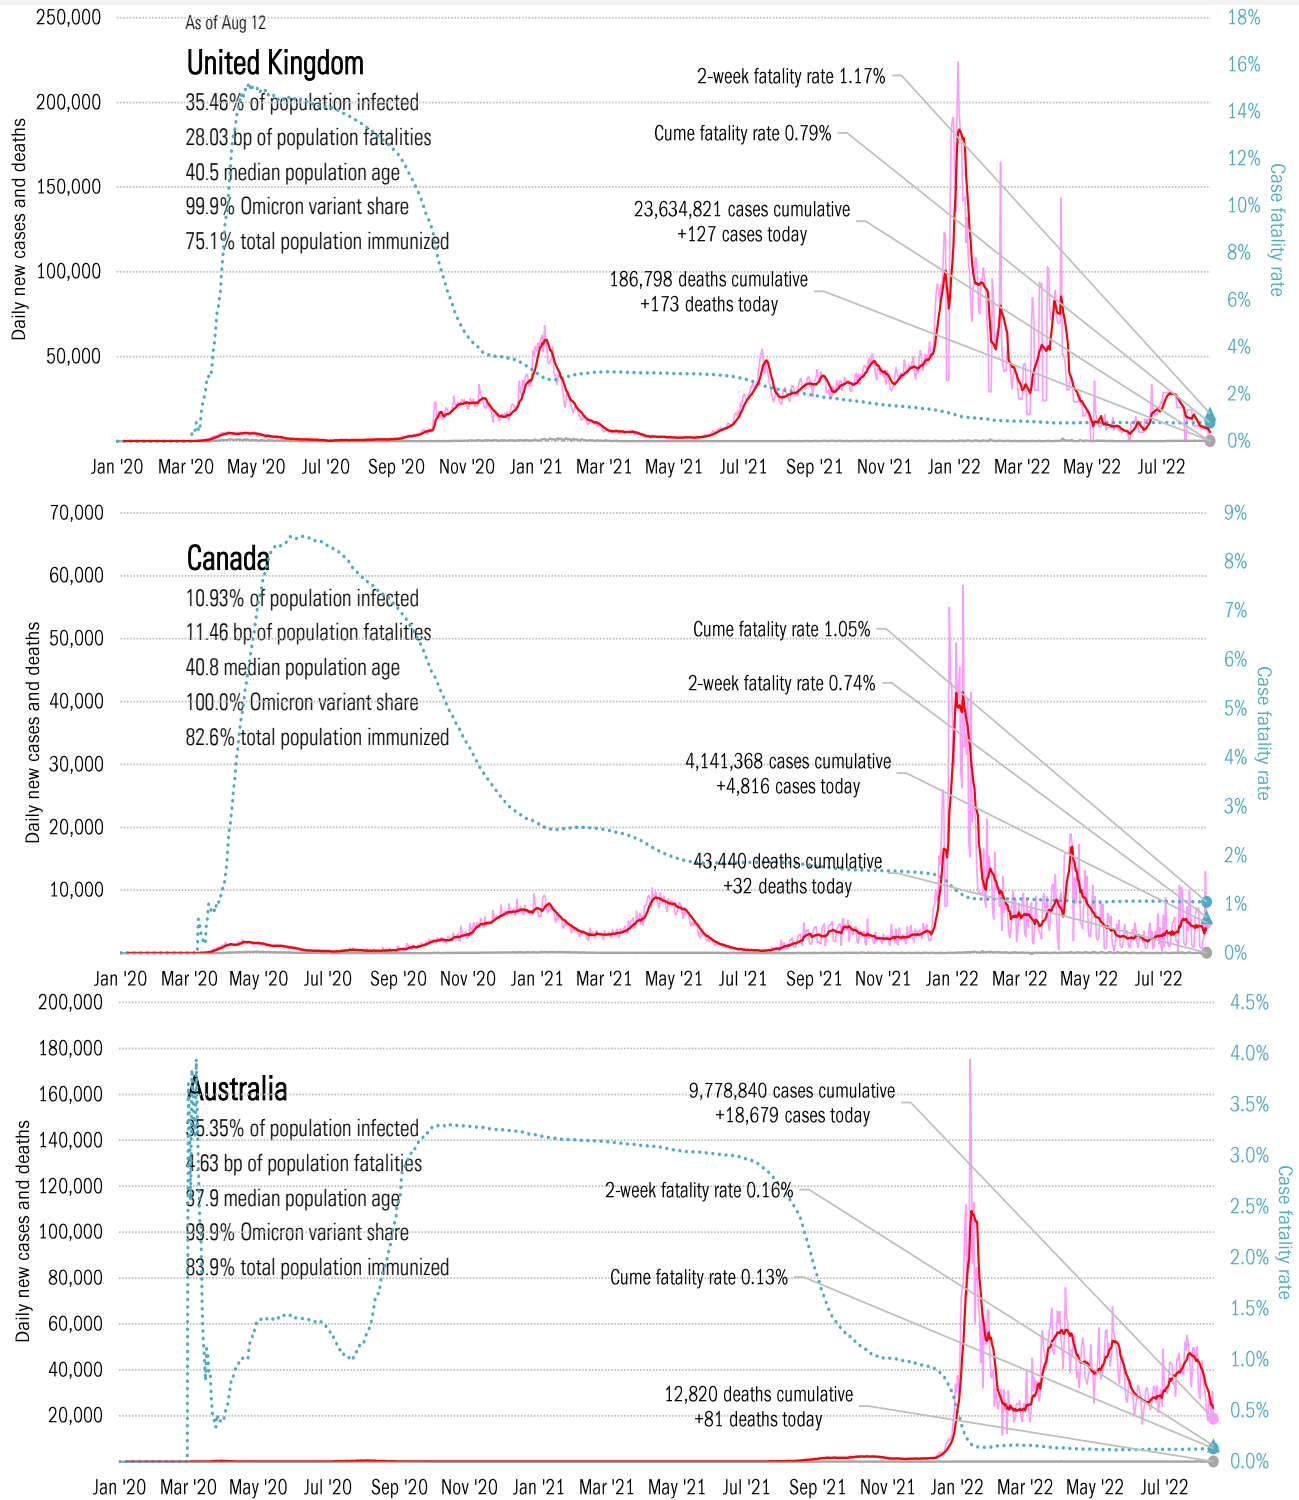 250,000
As of Aug 12
18%
United Kingdom
16%
2-week fatality rate 1.17%
200,000
35.46% of population infected
14%
Cume fatality rate 0.79%
28.03 bp of population fatalities
12%
40.5 median population age
150,000
99.9% Omicron variant share
10%
23,634,821 cases cumulative
+127 cases today
75.1% total population immunized
8%
100,000
186,798 deaths cumulative
+173 deaths today
6%
50,000
4%
2%
0%
Daily new cases and deaths
Case fatality rate
Jan '20 Mar '20 May '20 Jul '20 Sep '20 Nov '20 Jan '21 Mar '21 May '21 Jul '21 Sep '21 Nov '21 Jan '22 Mar '22 May '22 Jul '22
70,000
9%
Canada
8%
60,000
10.93% of population infected
7%
11.46 bp of population fatalities
Cume fatality rate 1.05%
50,000
40.8 median population age
6%
2-week fatality rate 0.74%
100.0% Omicron variant share
40,000
5%
82.6% total population immunized
4,141,368 cases cumulative
+4,816 cases today
30,000
4%
3%
20,000
43,440 deaths cumulative
+32 deaths today
2%
10,000
1%
0%
Daily new cases and deaths
Case fatality rate
Jan '20 Mar '20 May '20 Jul '20 Sep '20 Nov '20 Jan '21 Mar '21 May '21 Jul '21 Sep '21 Nov '21 Jan '22 Mar '22 May '22 Jul '22
200,000
4.5%
180,000
4.0%
Australia
9,778,840 cases cumulative
+18,679 cases today
160,000
3.5%
35.35% of population infected
140,000
4.63 bp of population fatalities
3.0%
2-week fatality rate 0.16%
120,000
37.9 median population age
2.5%
99.9% Omicron variant share
100,000
83.9% total population immunized
2.0%
Cume fatality rate 0.13%
80,000
1.5%
60,000
1.0%
40,000
12,820 deaths cumulative
+81 deaths today
0.5%
20,000
0.0%
Daily new cases and deaths
Case fatality rate
Jan '20 Mar '20 May '20 Jul '20 Sep '20 Nov '20 Jan '21 Mar '21 May '21 Jul '21 Sep '21 Nov '21 Jan '22 Mar '22 May '22 Jul '22